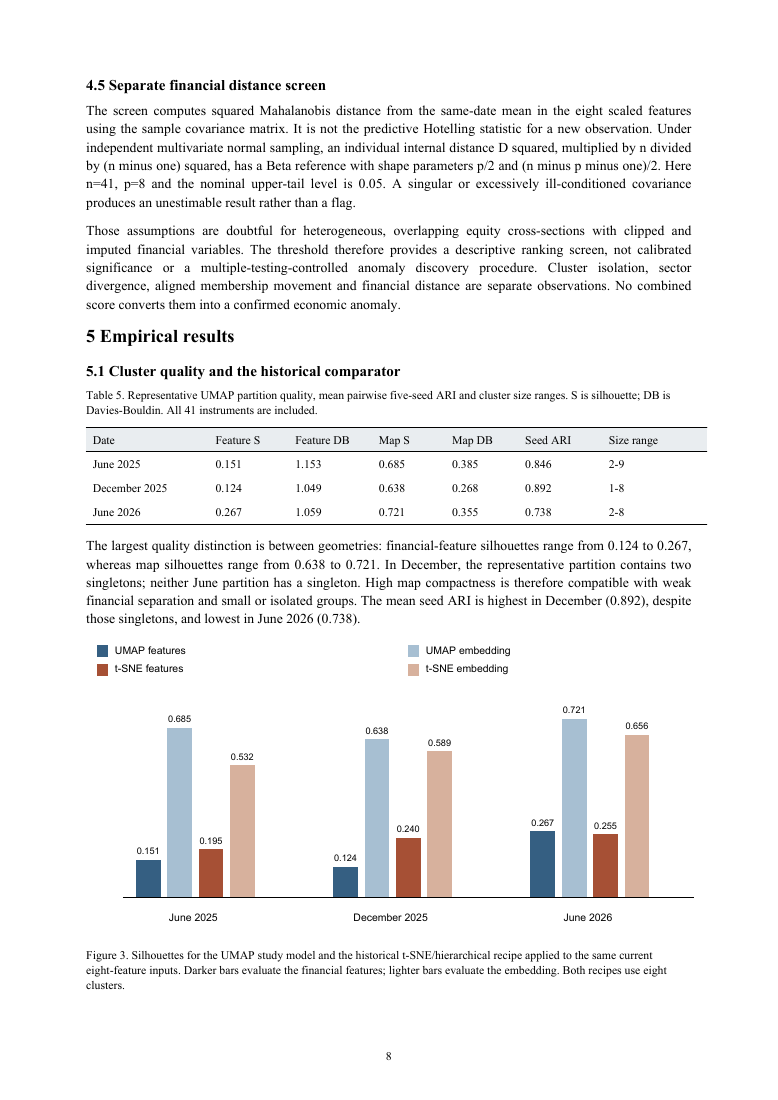 4.5 Separate financial distance screen
The screen computes squared Mahalanobis distance from the same-date mean in the eight scaled features
using the sample covariance matrix. It is not the predictive Hotelling statistic for a new observation. Under
independent multivariate normal sampling, an individual internal distance D squared, multiplied by n divided
by (n minus one) squared, has a Beta reference with shape parameters p/2 and (n minus p minus one)/2. Here
n=41, p=8 and the nominal upper-tail level is 0.05. A singular or excessively ill-conditioned covariance
produces an unestimable result rather than a flag.
Those assumptions are doubtful for heterogeneous, overlapping equity cross-sections with clipped and
imputed financial variables. The threshold therefore provides a descriptive ranking screen, not calibrated
significance or a multiple-testing-controlled anomaly discovery procedure. Cluster isolation, sector
divergence, aligned membership movement and financial distance are separate observations. No combined
score converts them into a confirmed economic anomaly.
5 Empirical results
5.1 Cluster quality and the historical comparator
Table 5. Representative UMAP partition quality, mean pairwise five-seed ARI and cluster size ranges. S is silhouette; DB is
Davies-Bouldin. All 41 instruments are included.
Date Feature S Feature DB Map S Map DB Seed ARI Size range
June 2025 0.151 1.153 0.685 0.385 0.846 2-9
December 2025 0.124 1.049 0.638 0.268 0.892 1-8
June 2026 0.267 1.059 0.721 0.355 0.738 2-8
The largest quality distinction is between geometries: financial-feature silhouettes range from 0.124 to 0.267,
whereas map silhouettes range from 0.638 to 0.721. In December, the representative partition contains two
singletons; neither June partition has a singleton. High map compactness is therefore compatible with weak
financial separation and small or isolated groups. The mean seed ARI is highest in December (0.892), despite
those singletons, and lowest in June 2026 (0.738).
UMAP features UMAP embedding
t-SNE features t-SNE embedding
0.151 0.685 0.195 0.532
0.124 0.638 0.240 0.589
0.267 0.721 0.255 0.656
June 2025 December 2025 June 2026
Figure 3. Silhouettes for the UMAP study model and the historical t-SNE/hierarchical recipe applied to the same current
eight-feature inputs. Darker bars evaluate the financial features; lighter bars evaluate the embedding. Both recipes use eight
clusters.
8